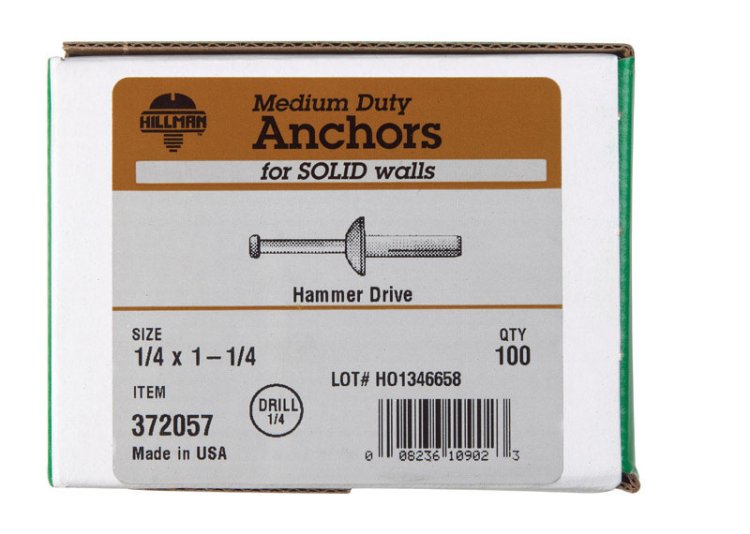 HILLMAN
Medium Duty
Anchors
for SOLID walls
Hammer Drive
SIZE
1/4 x 1–1/4
QTY
100
LOT# HO1346658
ITEM
372057
DRILL
1/4
Made in USA
0 08236 10902 3